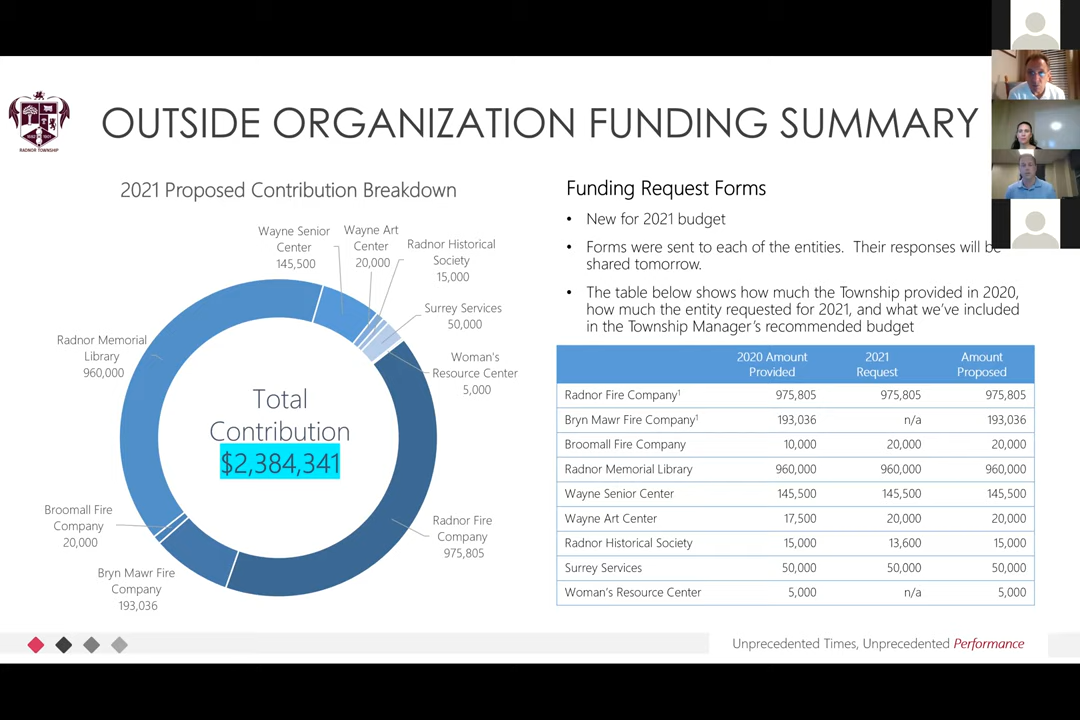 OUTSIDE ORGANIZATION FUNDING SUMMARY
RADNOR TOWNSHIP
2021 Proposed Contribution Breakdown
Wayne Senior
Center
145,500
Wayne Art
Center
20,000
Radnor Historical
Society
15,000
Surrey Services
50,000
Woman's
Resource Center
5,000
Radnor Memorial
Library
960,000
Total
Contribution
$2,384,341
Broomall Fire
Company
20,000
Bryn Mawr Fire
Company
193,036
Radnor Fire
Company
975,805
Funding Request Forms
• New for 2021 budget
• Forms were sent to each of the entities. Their responses will be
shared tomorrow.
• The table below shows how much the Township provided in 2020,
how much the entity requested for 2021, and what we've included
in the Township Manager's recommended budget
2020 Amount 2021 Amount
Provided Request Proposed
Radnor Fire Company¹ 975,805 975,805 975,805
Bryn Mawr Fire Company¹ 193,036 n/a 193,036
Broomall Fire Company 10,000 20,000 20,000
Radnor Memorial Library 960,000 960,000 960,000
Wayne Senior Center 145,500 145,500 145,500
Wayne Art Center 17,500 20,000 20,000
Radnor Historical Society 15,000 13,600 15,000
Surrey Services 50,000 50,000 50,000
Woman's Resource Center 5,000 n/a 5,000
Unprecedented Times, Unprecedented Performance